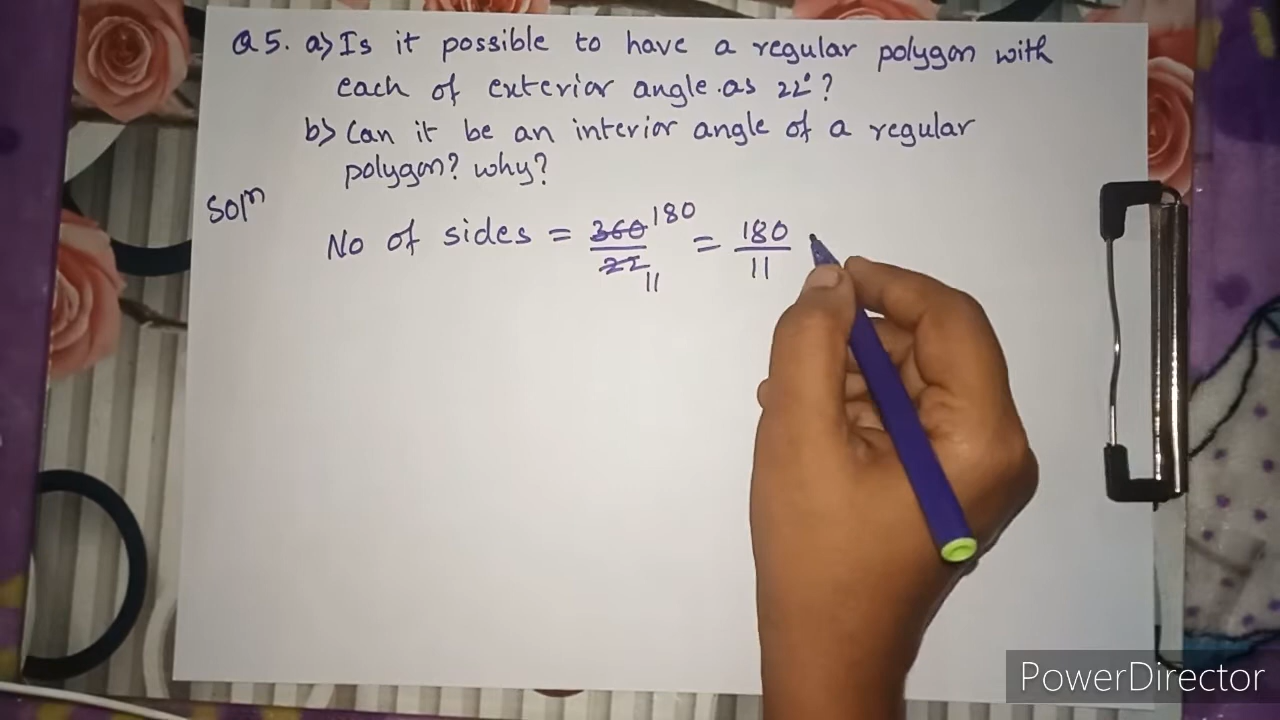 Q5. a) Is it possible to have a regular polygon with
each of exterior angle.as 22°?
b) Can it be an interior angle of a regular
polygon? why?
Soln
No of sides = 360/22 180/11 = 180/11
PowerDirector